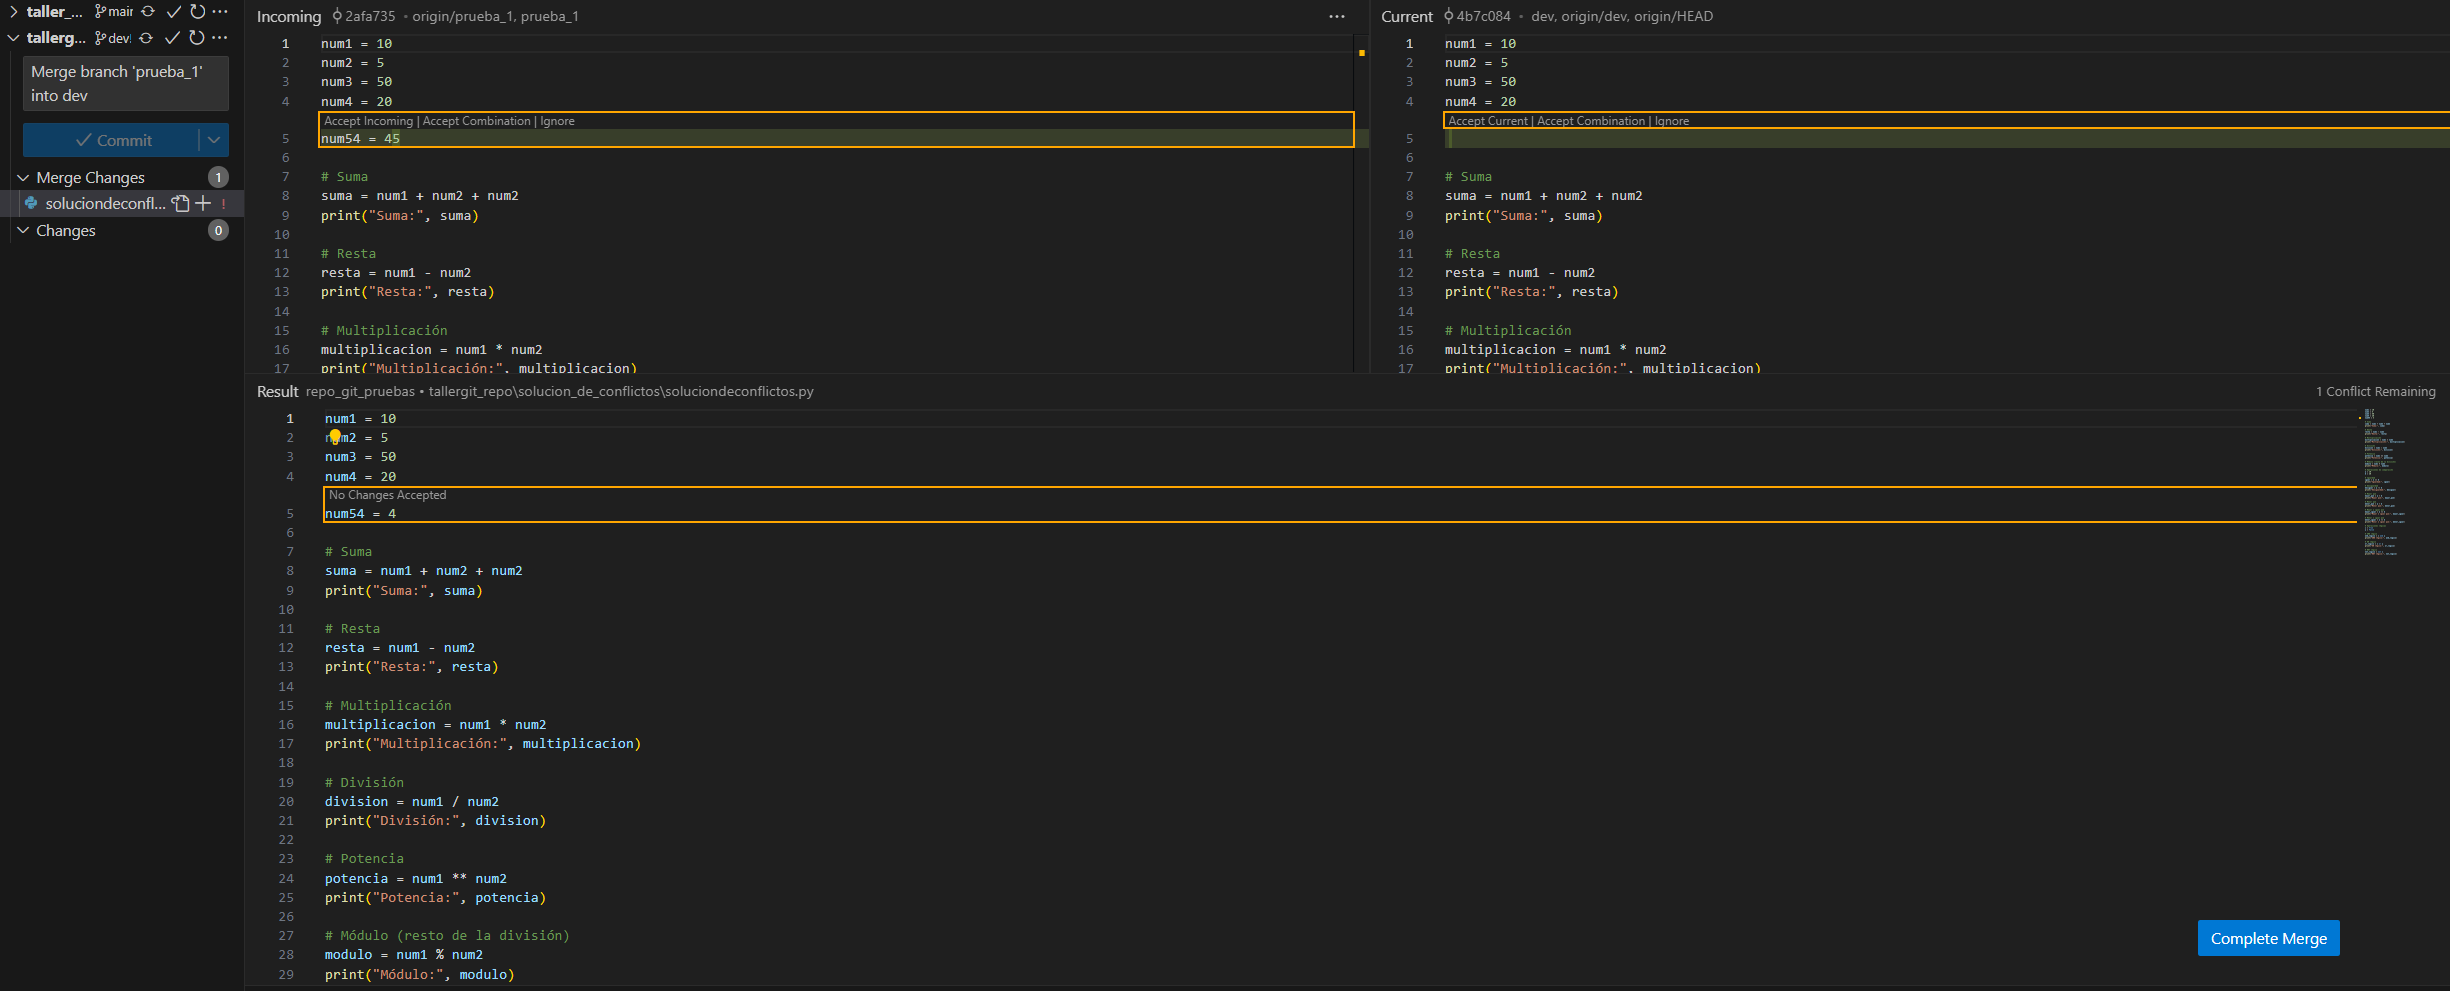 taller_... main
tallerg... dev!
Merge branch 'prueba_1'
into dev
Commit
Merge Changes 1
soluciondeconfl... !
Changes 0
Incoming 2afa735 • origin/prueba_1, prueba_1
1 num1 = 10
2 num2 = 5
3 num3 = 50
4 num4 = 20
Accept Incoming | Accept Combination | Ignore
5 num54 = 45
6
7 # Suma
8 suma = num1 + num2 + num2
9 print("Suma:", suma)
10
11 # Resta
12 resta = num1 - num2
13 print("Resta:", resta)
14
15 # Multiplicación
16 multiplicacion = num1 * num2
17 print("Multiplicación:", multiplicacion)
Current 4b7c084 • dev, origin/dev, origin/HEAD
1 num1 = 10
2 num2 = 5
3 num3 = 50
4 num4 = 20
Accept Current | Accept Combination | Ignore
5
6
7 # Suma
8 suma = num1 + num2 + num2
9 print("Suma:", suma)
10
11 # Resta
12 resta = num1 - num2
13 print("Resta:", resta)
14
15 # Multiplicación
16 multiplicacion = num1 * num2
17 print("Multiplicación:", multiplicacion)
Result repo_git_pruebas • tallergit_repo\solucion_de_conflictos\soluciondeconflictos.py
1 Conflict Remaining
1 num1 = 10
2 num2 = 5
3 num3 = 50
4 num4 = 20
No Changes Accepted
5 num54 = 4
6
7 # Suma
8 suma = num1 + num2 + num2
9 print("Suma:", suma)
10
11 # Resta
12 resta = num1 - num2
13 print("Resta:", resta)
14
15 # Multiplicación
16 multiplicacion = num1 * num2
17 print("Multiplicación:", multiplicacion)
18
19 # División
20 division = num1 / num2
21 print("División:", division)
22
23 # Potencia
24 potencia = num1 ** num2
25 print("Potencia:", potencia)
26
27 # Módulo (resto de la división)
28 modulo = num1 % num2
29 print("Módulo:", modulo)
Complete Merge